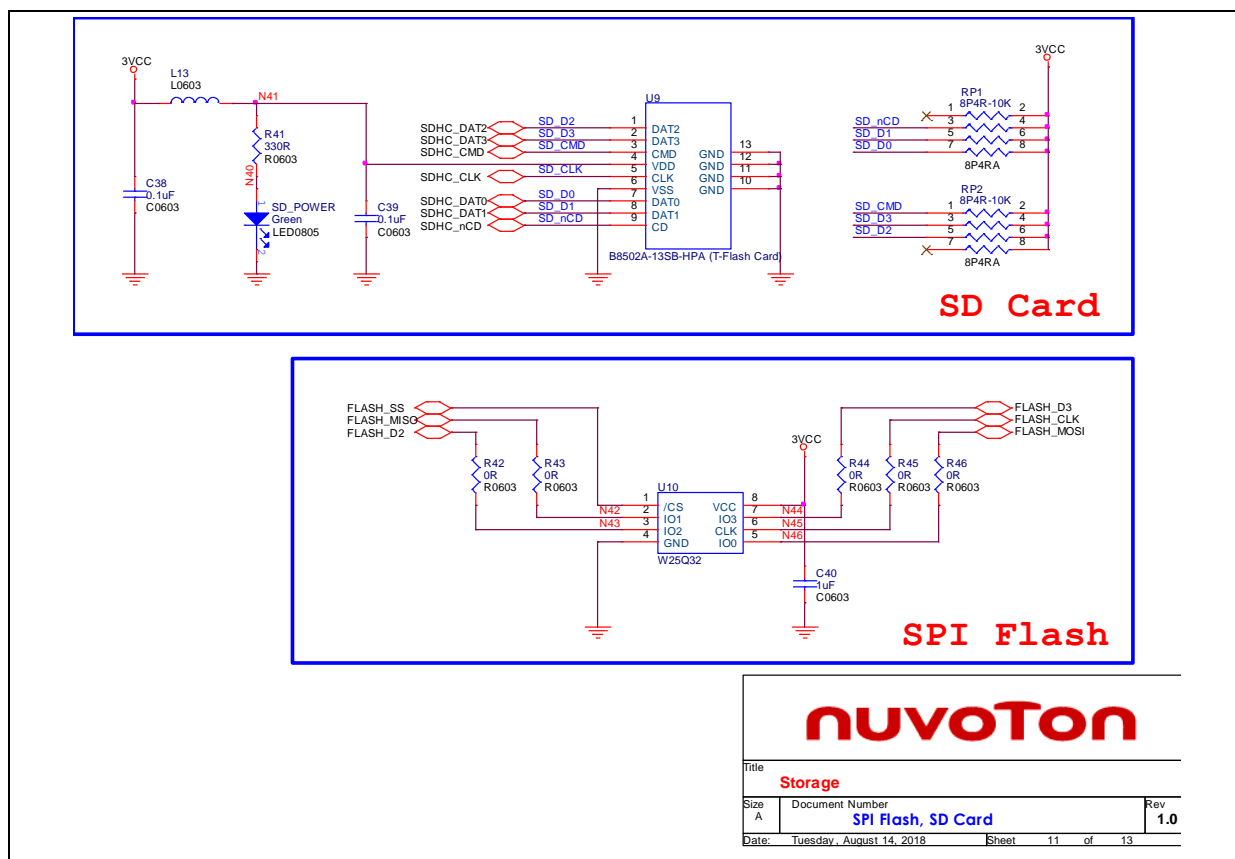 3VCC
L13
L0603
N41
R41
330R
R0603
N40
C38
0.1uF
C0603
1
SD_POWER
Green
LED0805
2
C39
0.1uF
C0603
U9
SDHC_DAT2 SD_D2 1 DAT2
SDHC_DAT3 SD_D3 2 DAT3
SDHC_CMD SD_CMD 3 CMD
4 VDD
SDHC_CLK SD_CLK 5 CLK
6 VSS
SDHC_DAT0 SD_D0 7 DAT0
SDHC_DAT1 SD_D1 8 DAT1
SDHC_nCD SD_nCD 9 CD
GND 13
GND 12
GND 11
GND 10
B8502A-13SB-HPA (T-Flash Card)
3VCC
RP1
8P4R-10K
1 2
SD_nCD 3 4
SD_D1 5 6
SD_D0 7 8
8P4RA
RP2
8P4R-10K
SD_CMD 1 2
SD_D3 3 4
SD_D2 5 6
7 8
8P4RA
SD Card
FLASH_SS
FLASH_MISO
FLASH_D2
R42
0R
R0603
R43
0R
R0603
U10
1 /CS
N42 2 IO1
N43 3 IO2
4 GND
VCC 8
IO3 7 N44
CLK 6 N45
IO0 5 N46
W25Q32
3VCC
R44
0R
R0603
R45
0R
R0603
R46
0R
R0603
FLASH_D3
FLASH_CLK
FLASH_MOSI
C40
1uF
C0603
SPI Flash
nuvoTon
Title
Storage
Size
A
Document Number
SPI Flash, SD Card
Rev
1.0
Date: Tuesday, August 14, 2018 Sheet 11 of 13